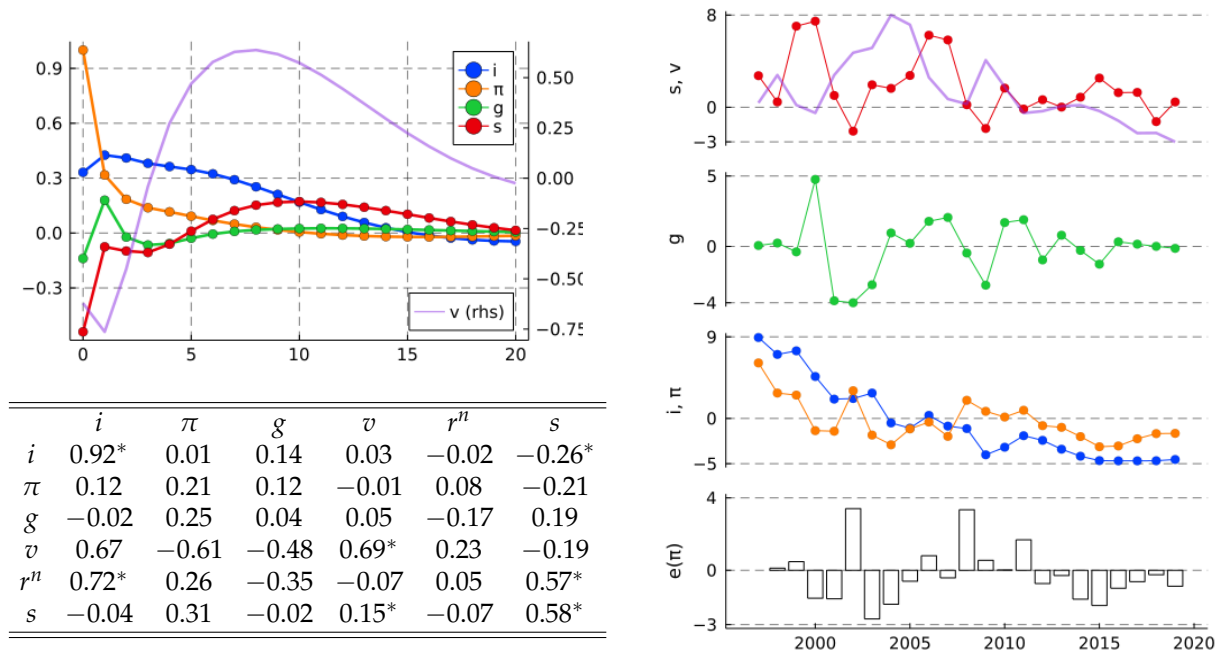 0.9
0.6
0.3
0.0
−0.3
0.50
0.25
0.00
−0.25
−0.50
−0.75
0
5
10
15
20
i
π
g
s
v (rhs)
i π g v rⁿ s
i 0.92* 0.01 0.14 0.03 −0.02 −0.26*
π 0.12 0.21 0.12 −0.01 0.08 −0.21
g −0.02 0.25 0.04 0.05 −0.17 0.19
v 0.67 −0.61 −0.48 0.69* 0.23 −0.19
rⁿ 0.72* 0.26 −0.35 −0.07 0.05 0.57*
s −0.04 0.31 −0.02 0.15* −0.07 0.58*
s, v
8
0
−3
g
5
0
−4
i, π
9
0
−5
e(π)
4
0
−3
2000
2005
2010
2015
2020